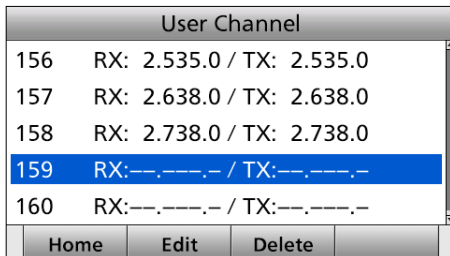 User Channel
156 RX: 2.535.0 / TX: 2.535.0
157 RX: 2.638.0 / TX: 2.638.0
158 RX: 2.738.0 / TX: 2.738.0
159 RX:––.–––.– / TX:––.–––.–
160 RX:––.–––.– / TX:––.–––.–
Home Edit Delete